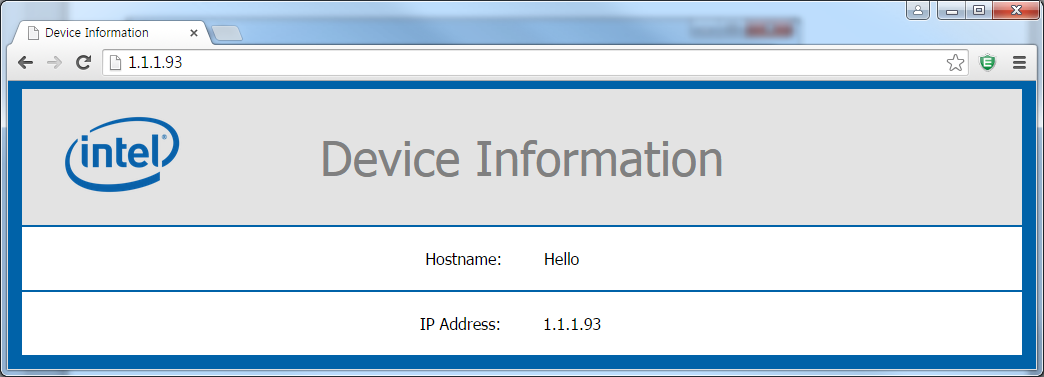 Device Information
1.1.1.93
intel®
Device Information
Hostname: Hello
IP Address: 1.1.1.93